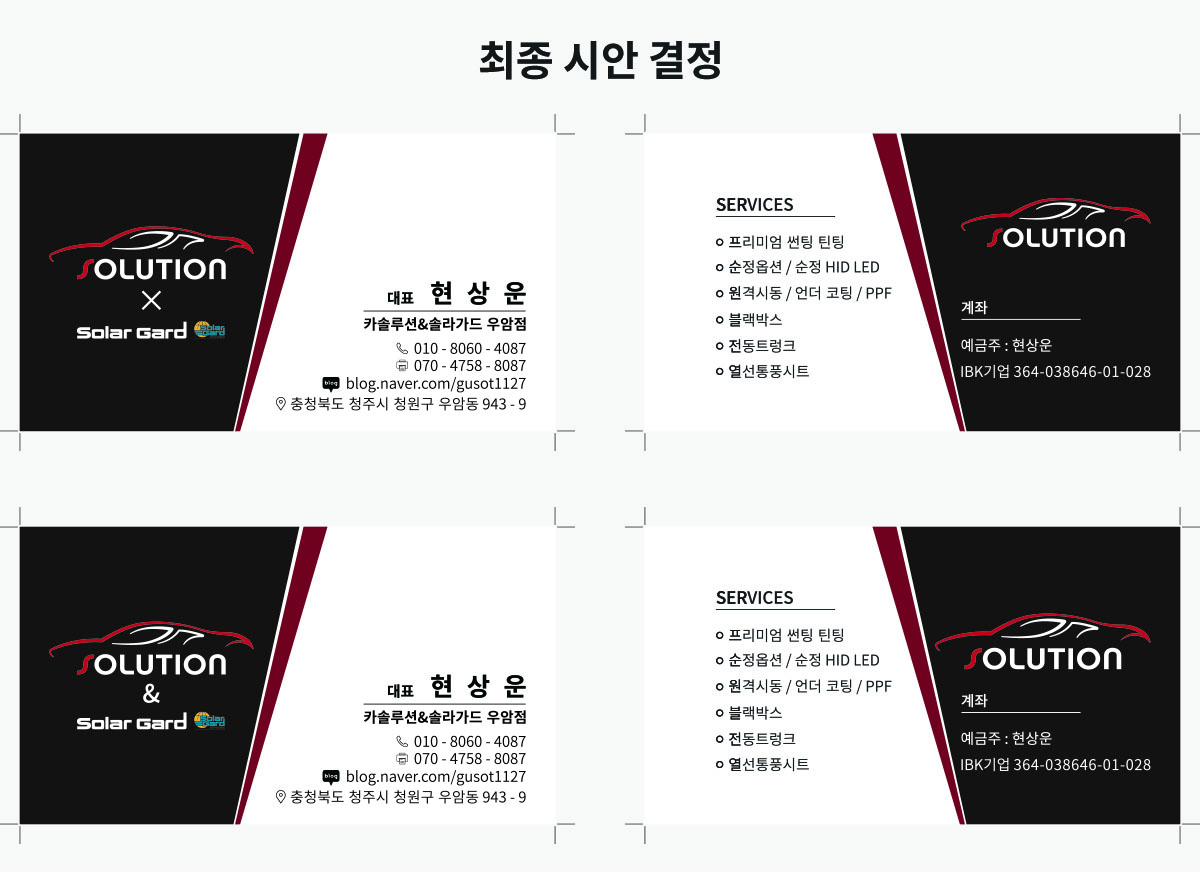 최종 시안 결정
SOLUTION
×
Solar Gard Solar Gard
대표 현 상 운
카솔루션&솔라가드 우암점
010 - 8060 - 4087
070 - 4758 - 8087
blog blog.naver.com/gusot1127
충청북도 청주시 청원구 우암동 943 - 9
SERVICES
프리미엄 썬팅 틴팅
순정옵션 / 순정 HID LED
원격시동 / 언더 코팅 / PPF
블랙박스
전동트렁크
열선통풍시트
SOLUTION
계좌
예금주 : 현상운
IBK기업 364-038646-01-028
SOLUTION
&
Solar Gard Solar Gard
대표 현 상 운
카솔루션&솔라가드 우암점
010 - 8060 - 4087
070 - 4758 - 8087
blog blog.naver.com/gusot1127
충청북도 청주시 청원구 우암동 943 - 9
SERVICES
프리미엄 썬팅 틴팅
순정옵션 / 순정 HID LED
원격시동 / 언더 코팅 / PPF
블랙박스
전동트렁크
열선통풍시트
SOLUTION
계좌
예금주 : 현상운
IBK기업 364-038646-01-028